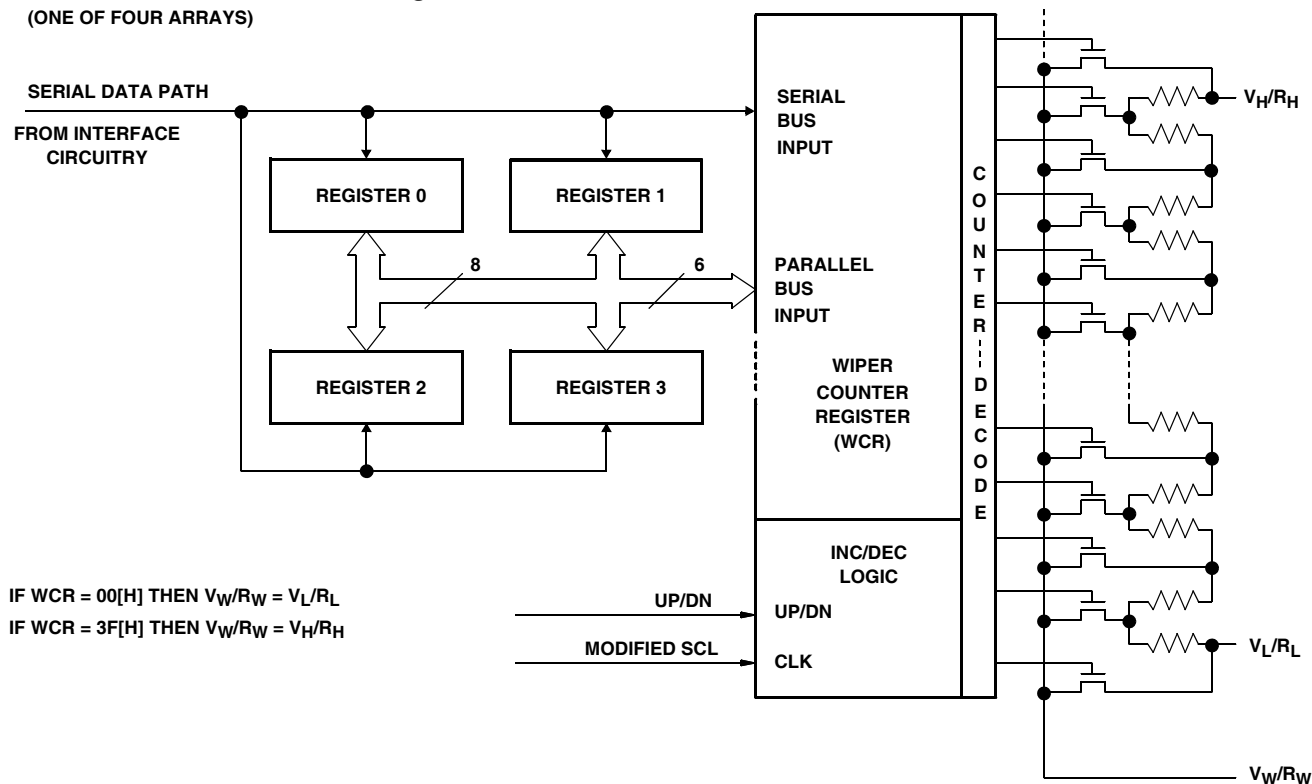 (ONE OF FOUR ARRAYS)
SERIAL DATA PATH
FROM INTERFACE
CIRCUITRY
REGISTER 0
REGISTER 1
8
6
REGISTER 2
REGISTER 3
SERIAL
BUS
INPUT
PARALLEL
BUS
INPUT
WIPER
COUNTER
REGISTER
(WCR)
INC/DEC
LOGIC
UP/DN
UP/DN
MODIFIED SCL
CLK
COUNTER
DECODE
VH/RH
VL/RL
VW/RW
IF WCR = 00[H] THEN VW/RW = VL/RL
IF WCR = 3F[H] THEN VW/RW = VH/RH